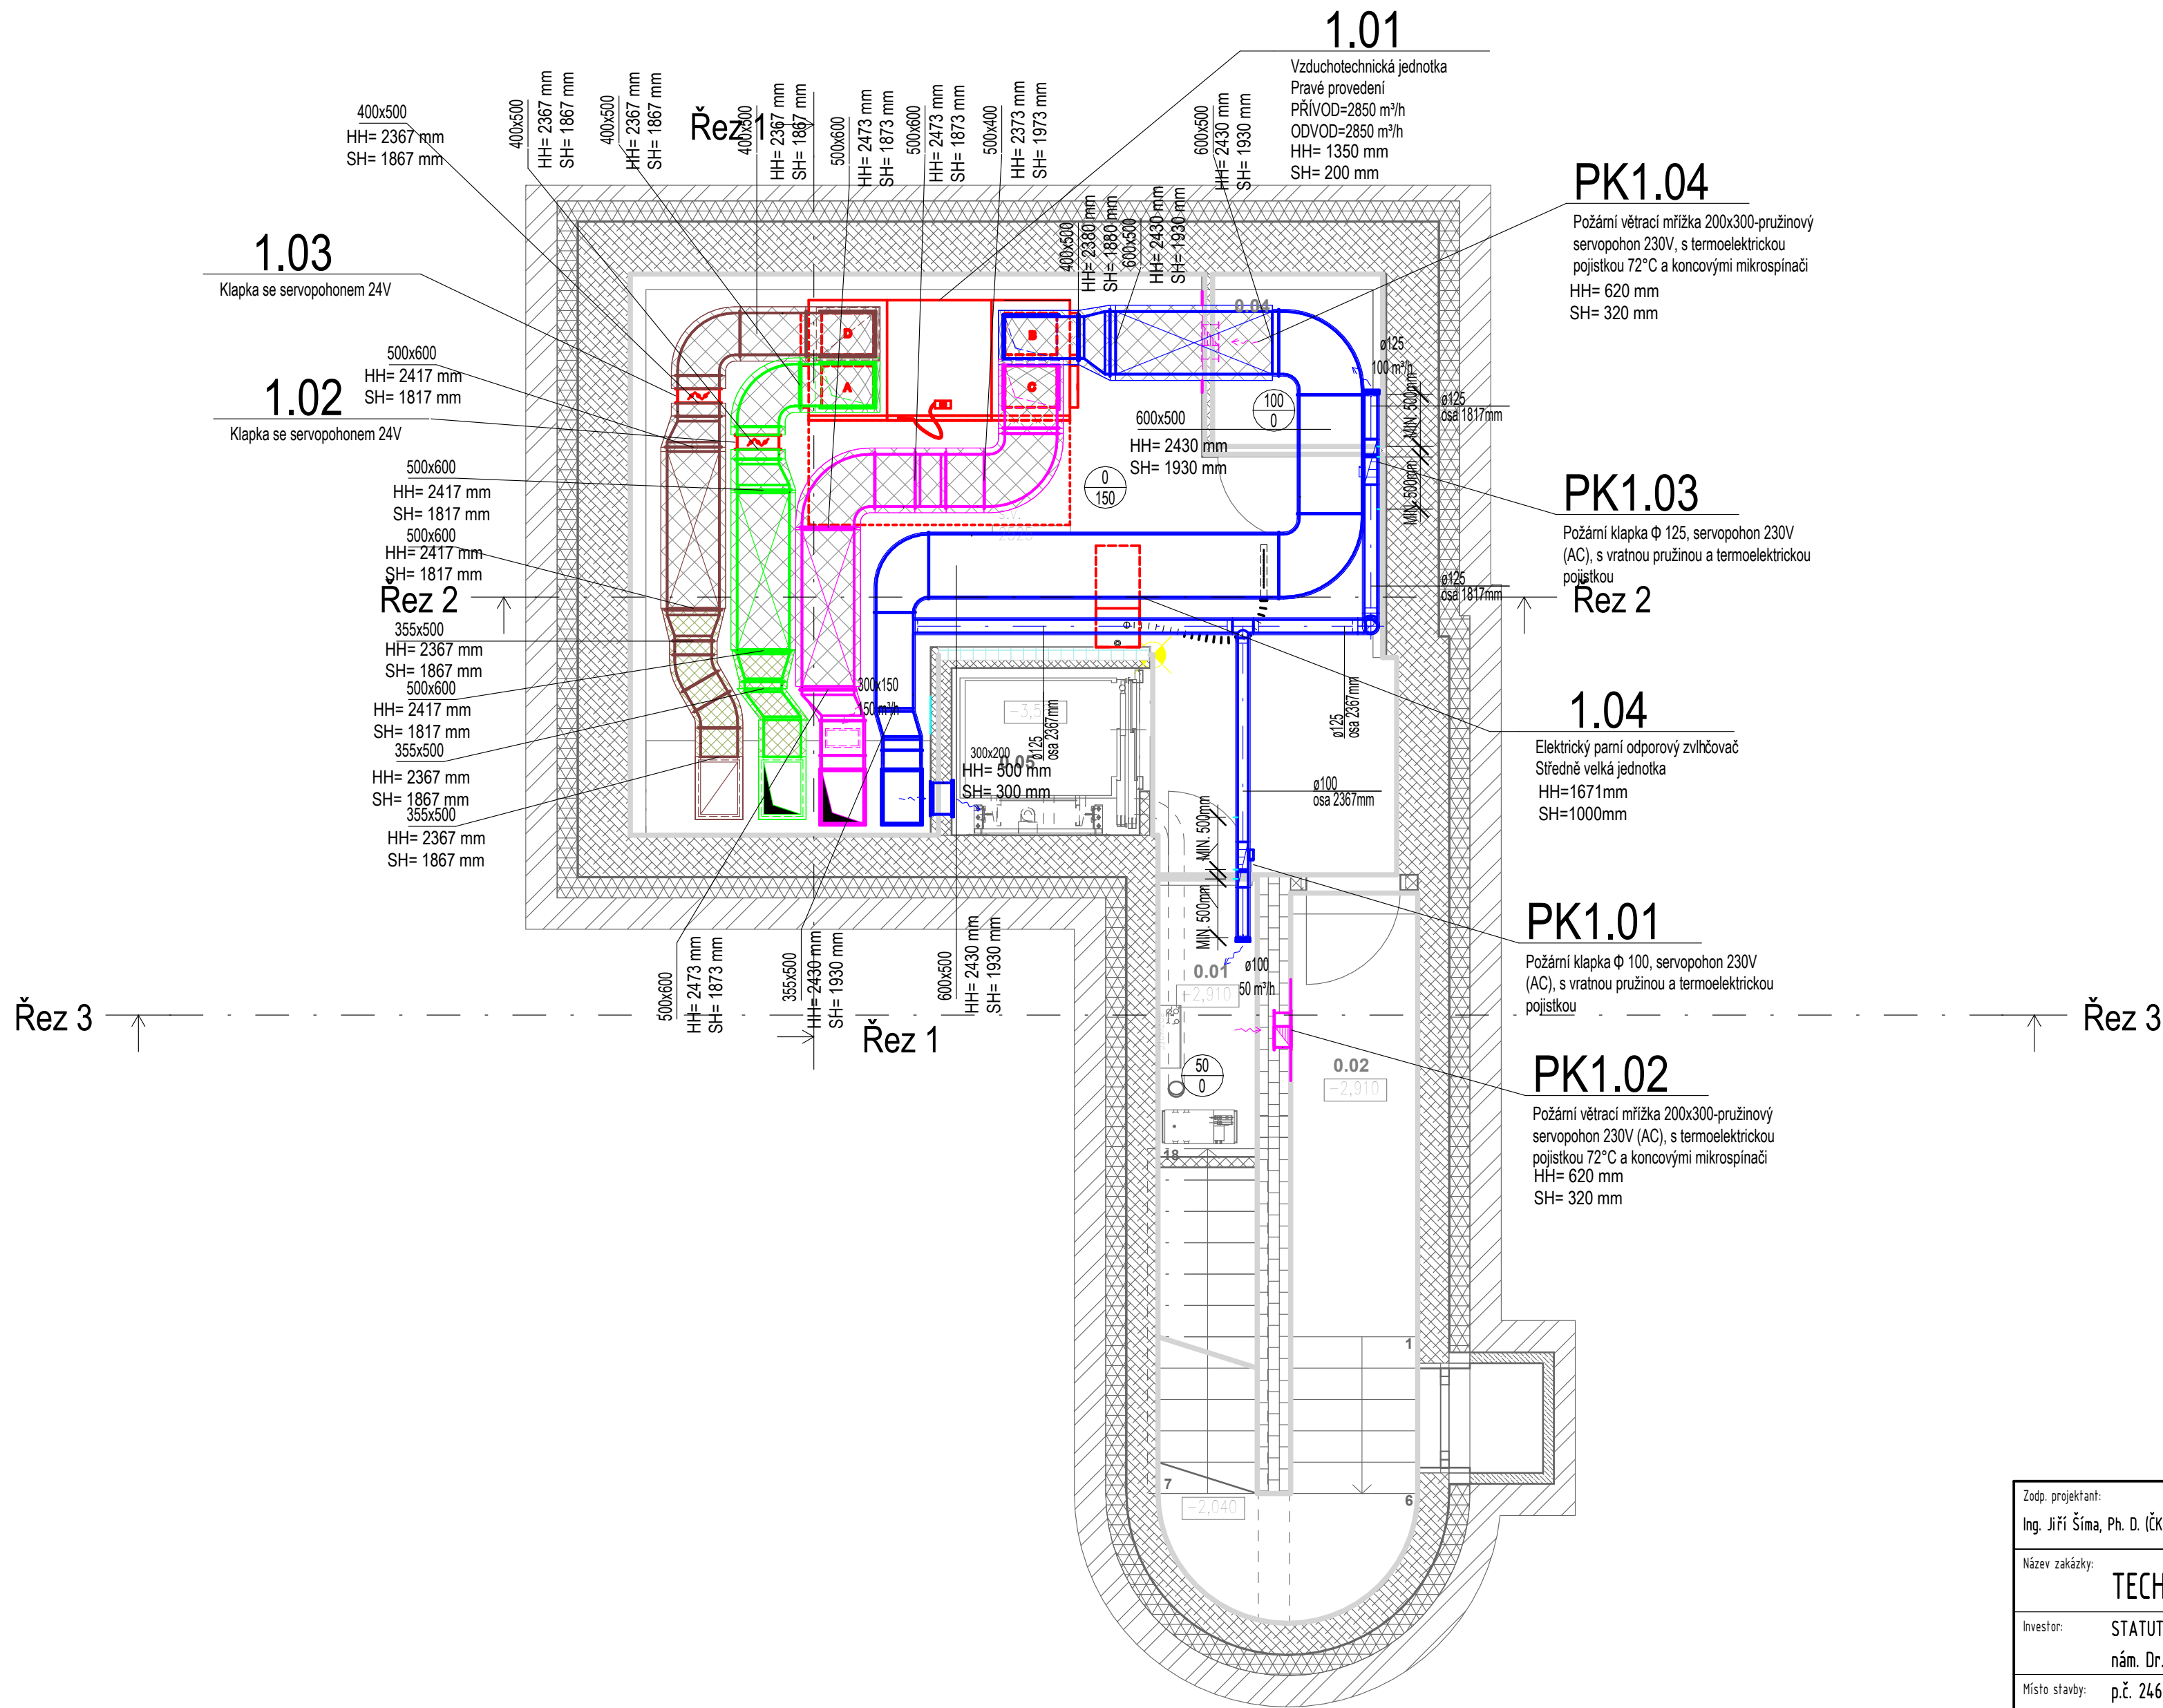 1.01
Vzduchotechnická jednotka
Pravé provedení
PŘÍVOD=2850 m³/h
ODVOD=2850 m³/h
HH= 1350 mm
SH= 200 mm
400x500
HH= 2367 mm
SH= 1867 mm
400x500
HH= 2367 mm
SH= 1867 mm
400x500
HH= 2367 mm
SH= 1867 mm
Řez 1
400x500
HH= 2367 mm
SH= 1867 mm
500x600
HH= 2473 mm
SH= 1873 mm
500x600
HH= 2473 mm
SH= 1873 mm
500x400
HH= 2373 mm
SH= 1973 mm
600x500
HH= 2430 mm
SH= 1930 mm
400x500
HH= 2380 mm
SH= 1880 mm
600x500
HH= 2430 mm
SH= 1930 mm
PK1.04
Požární větrací mřížka 200x300-pružinový
servopohon 230V, s termoelektrickou
pojistkou 72°C a koncovými mikrospínači
HH= 620 mm
SH= 320 mm
1.03
Klapka se servopohonem 24V
500x600
HH= 2417 mm
SH= 1817 mm
1.02
Klapka se servopohonem 24V
500x600
HH= 2417 mm
SH= 1817 mm
500x600
HH= 2417 mm
SH= 1817 mm
Řez 2
355x500
HH= 2367 mm
SH= 1867 mm
500x600
HH= 2417 mm
SH= 1817 mm
355x500
HH= 2367 mm
SH= 1867 mm
355x500
HH= 2367 mm
SH= 1867 mm
D
A
B
C
0.04
ø125
100 m³/h
100
0
600x500
HH= 2430 mm
SH= 1930 mm
0
150
MIN. 500mm
MIN. 500mm
ø125
osa 1817mm
PK1.03
Požární klapka Φ 125, servopohon 230V
(AC), s vratnou pružinou a termoelektrickou
pojistkou
ø125
osa 1817mm
Řez 2
300x150
150 m³/h
ø125
osa 2367mm
ø125
osa 2367mm
0.05
300x200
HH= 500 mm
SH= 300 mm
ø100
osa 2367mm
1.04
Elektrický parní odporový zvlhčovač
Středně velká jednotka
HH=1671mm
SH=1000mm
MIN. 500mm
MIN. 500mm
PK1.01
Požární klapka Φ 100, servopohon 230V
(AC), s vratnou pružinou a termoelektrickou
pojistkou
500x600
HH= 2473 mm
SH= 1873 mm
355x500
HH= 2430 mm
SH= 1930 mm
600x500
HH= 2430 mm
SH= 1930 mm
0.01
-2,910
ø100
50 m³/h
Řez 3
Řez 1
Řez 3
50
0
0.02
-2,910
PK1.02
Požární větrací mřížka 200x300-pružinový
servopohon 230V (AC), s termoelektrickou
pojistkou 72°C a koncovými mikrospínači
HH= 620 mm
SH= 320 mm
18
1
7
6
-2,040
Zodp. projektant:
Ing. Jiří Šíma, Ph. D. (ČK
Název zakázky:
TECH
Investor:
STATUT
nám. Dr.
Místo stavby:
p.č. 246